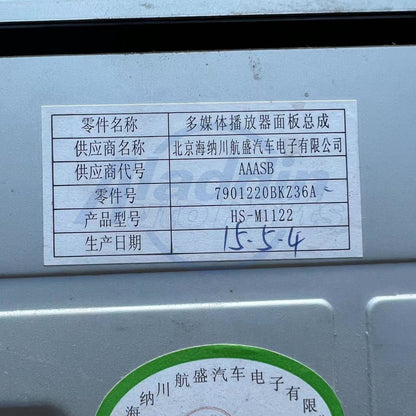 零件名称 多媒体播放器面板总成
供应商名称 北京海纳川航盛汽车电子有限公司
供应商代号 AAASB
零件号 7901220BKZ36A
产品型号 HS-M1122
生产日期 15-5-4
海纳川航盛汽车电子有限